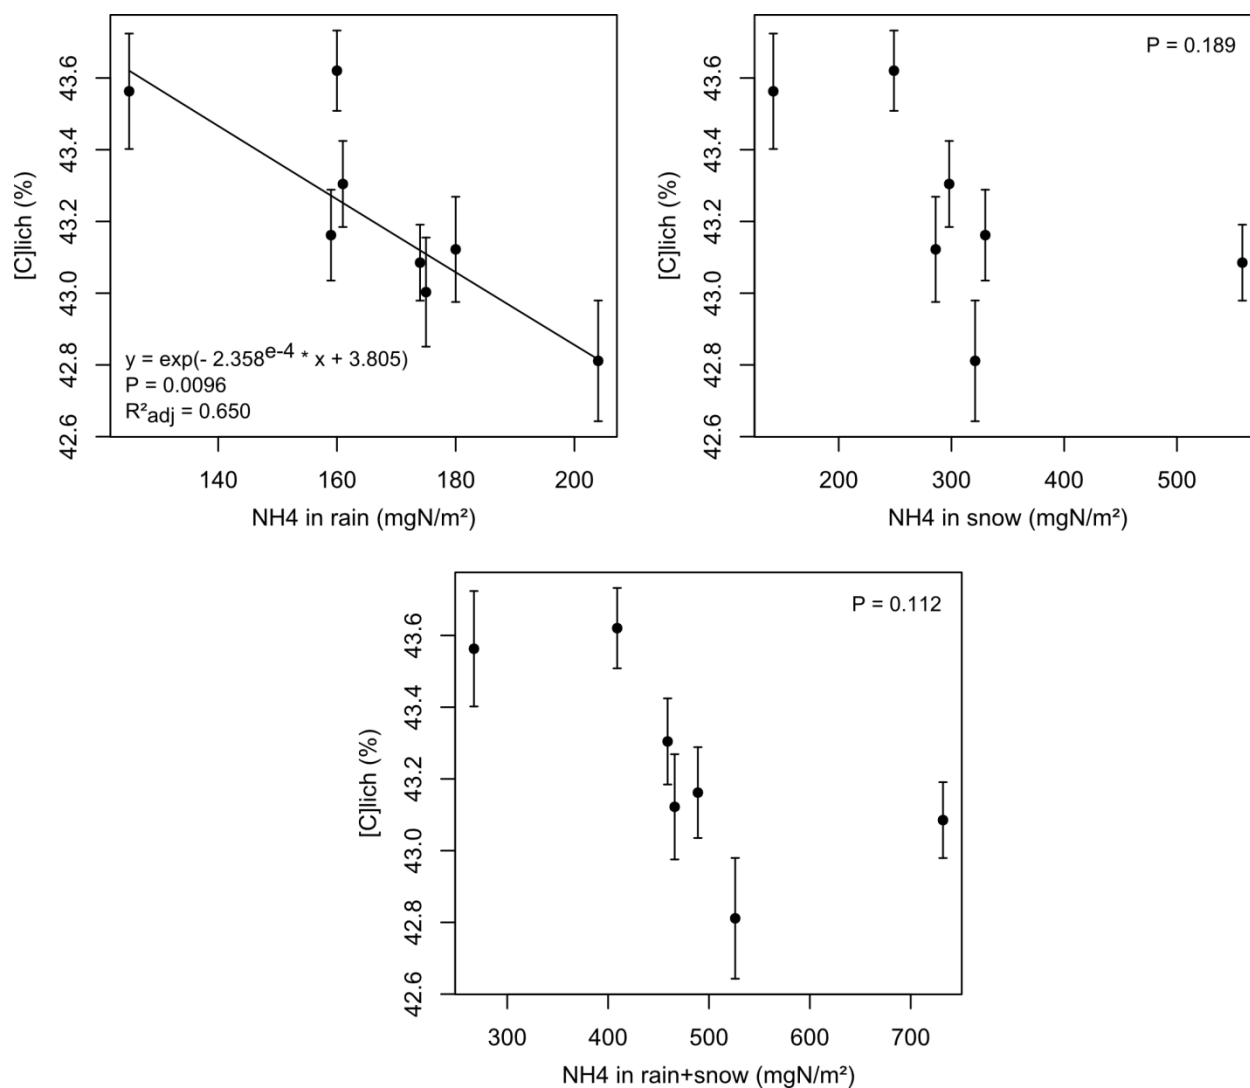 43.6
43.4
43.2
43.0
42.8
42.6
[C]lich (%)
y = exp(- 2.358e-4 * x + 3.805)
P = 0.0096
R²adj = 0.650
140 160 180 200
NH4 in rain (mgN/m²)
P = 0.189
43.6
43.4
43.2
43.0
42.8
42.6
[C]lich (%)
200 300 400 500
NH4 in snow (mgN/m²)
P = 0.112
43.6
43.4
43.2
43.0
42.8
42.6
[C]lich (%)
300 400 500 600 700
NH4 in rain+snow (mgN/m²)